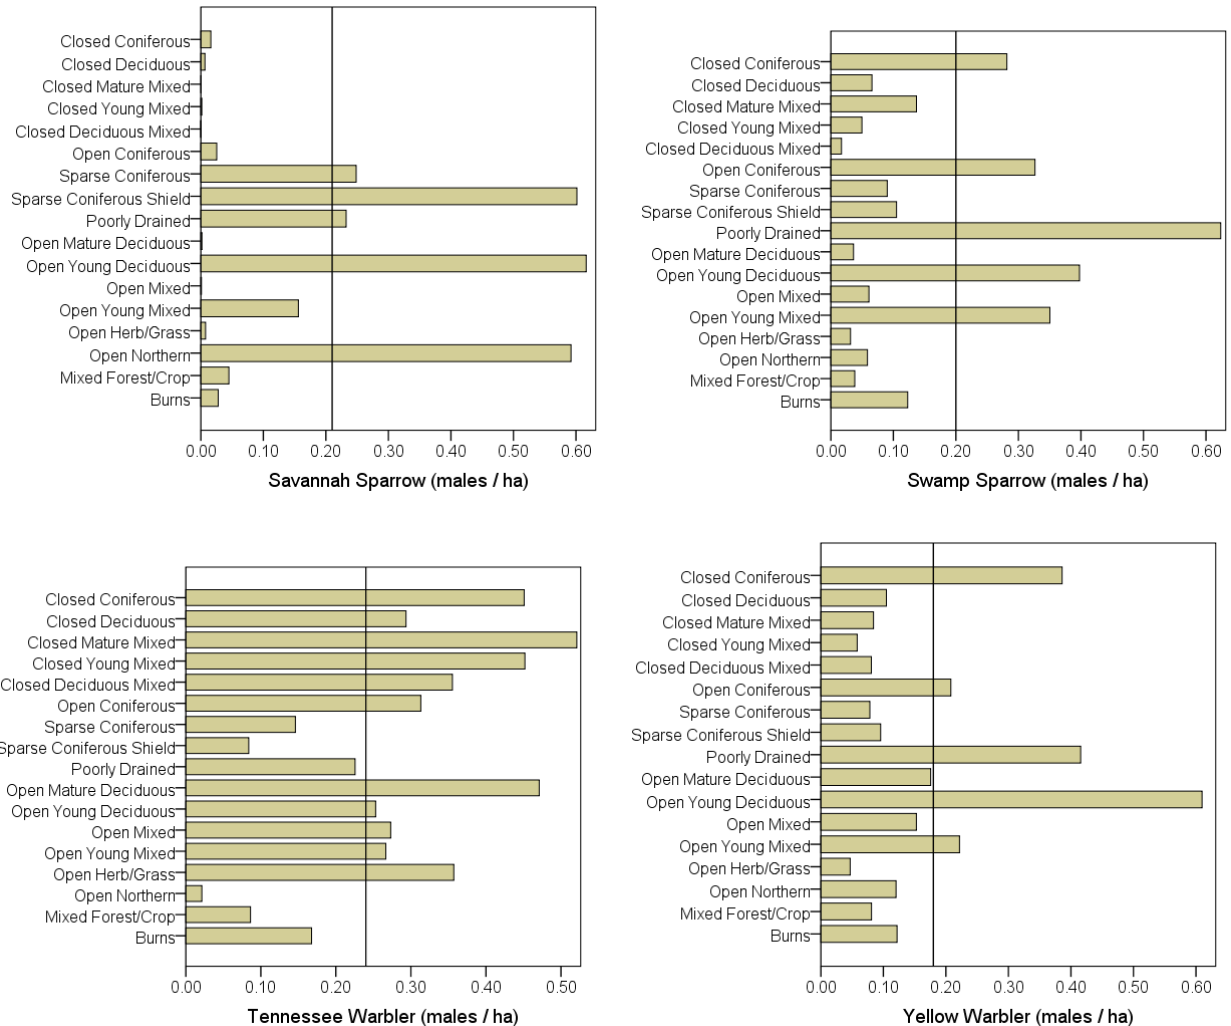 Closed Coniferous
Closed Deciduous
Closed Mature Mixed
Closed Young Mixed
Closed Deciduous Mixed
Open Coniferous
Sparse Coniferous
Sparse Coniferous Shield
Poorly Drained
Open Mature Deciduous
Open Young Deciduous
Open Mixed
Open Young Mixed
Open Herb/Grass
Open Northern
Mixed Forest/Crop
Burns
0.00 0.10 0.20 0.30 0.40 0.50 0.60
Savannah Sparrow (males / ha)
Closed Coniferous
Closed Deciduous
Closed Mature Mixed
Closed Young Mixed
Closed Deciduous Mixed
Open Coniferous
Sparse Coniferous
Sparse Coniferous Shield
Poorly Drained
Open Mature Deciduous
Open Young Deciduous
Open Mixed
Open Young Mixed
Open Herb/Grass
Open Northern
Mixed Forest/Crop
Burns
0.00 0.10 0.20 0.30 0.40 0.50 0.60
Swamp Sparrow (males / ha)
Closed Coniferous
Closed Deciduous
Closed Mature Mixed
Closed Young Mixed
Closed Deciduous Mixed
Open Coniferous
Sparse Coniferous
Sparse Coniferous Shield
Poorly Drained
Open Mature Deciduous
Open Young Deciduous
Open Mixed
Open Young Mixed
Open Herb/Grass
Open Northern
Mixed Forest/Crop
Burns
0.00 0.10 0.20 0.30 0.40 0.50
Tennessee Warbler (males / ha)
Closed Coniferous
Closed Deciduous
Closed Mature Mixed
Closed Young Mixed
Closed Deciduous Mixed
Open Coniferous
Sparse Coniferous
Sparse Coniferous Shield
Poorly Drained
Open Mature Deciduous
Open Young Deciduous
Open Mixed
Open Young Mixed
Open Herb/Grass
Open Northern
Mixed Forest/Crop
Burns
0.00 0.10 0.20 0.30 0.40 0.50 0.60
Yellow Warbler (males / ha)